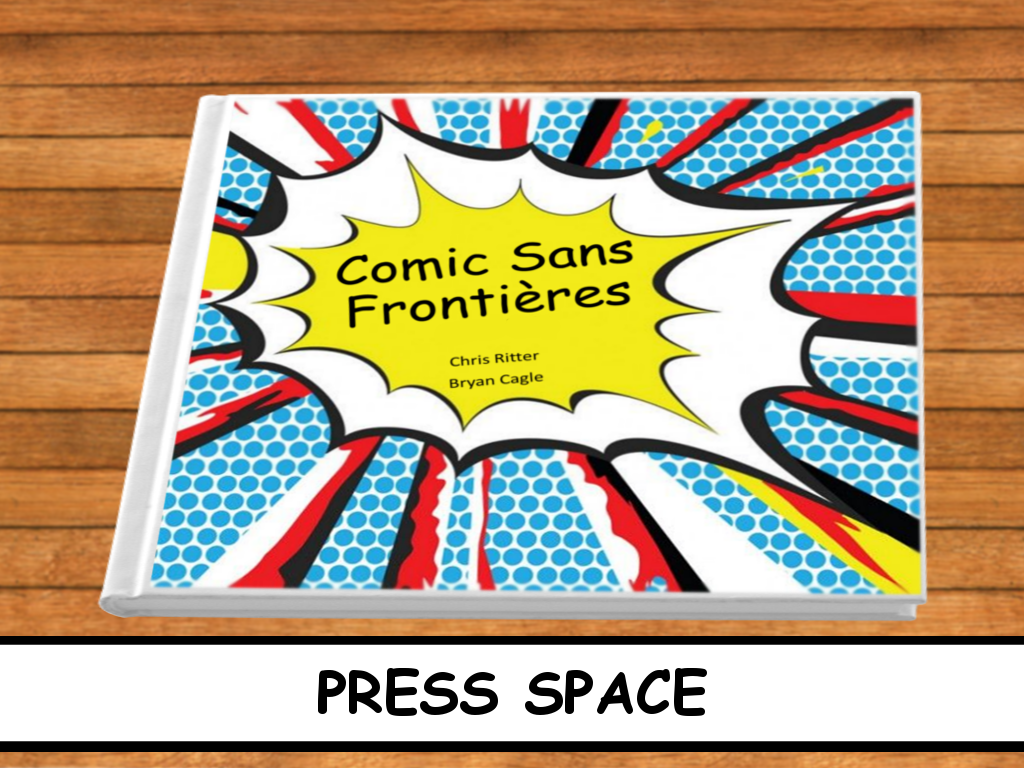 Comic Sans
Frontières
Chris Ritter
Bryan Cagle
PRESS SPACE